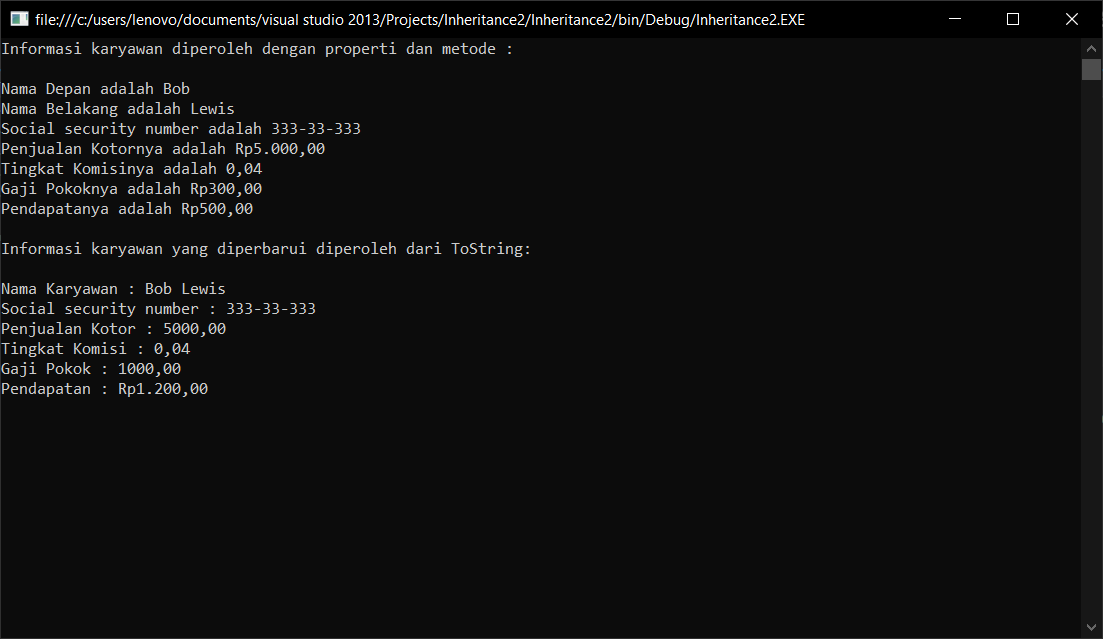 file:///c:/users/lenovo/documents/visual studio 2013/Projects/Inheritance2/Inheritance2/bin/Debug/Inheritance2.EXE
Informasi karyawan diperoleh dengan properti dan metode :
Nama Depan adalah Bob
Nama Belakang adalah Lewis
Social security number adalah 333-33-333
Penjualan Kotornya adalah Rp5.000,00
Tingkat Komisinya adalah 0,04
Gaji Pokoknya adalah Rp300,00
Pendapatanya adalah Rp500,00
Informasi karyawan yang diperbarui diperoleh dari ToString:
Nama Karyawan : Bob Lewis
Social security number : 333-33-333
Penjualan Kotor : 5000,00
Tingkat Komisi : 0,04
Gaji Pokok : 1000,00
Pendapatan : Rp1.200,00